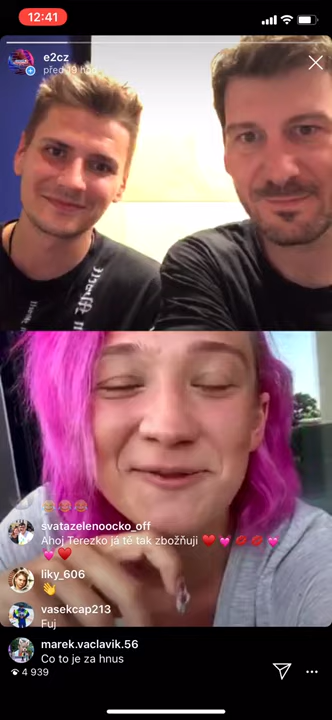 12:41
e2cz
před 19 hod
svatazelenoocko_off
Ahoj Terezko já tě tak zbožňuji ❤️ 💓 💋 💋 💓
💓 ❤️
liky_606
👋
vasekcap213
Fuj
marek.vaclavik.56
Co to je za hnus
4 939